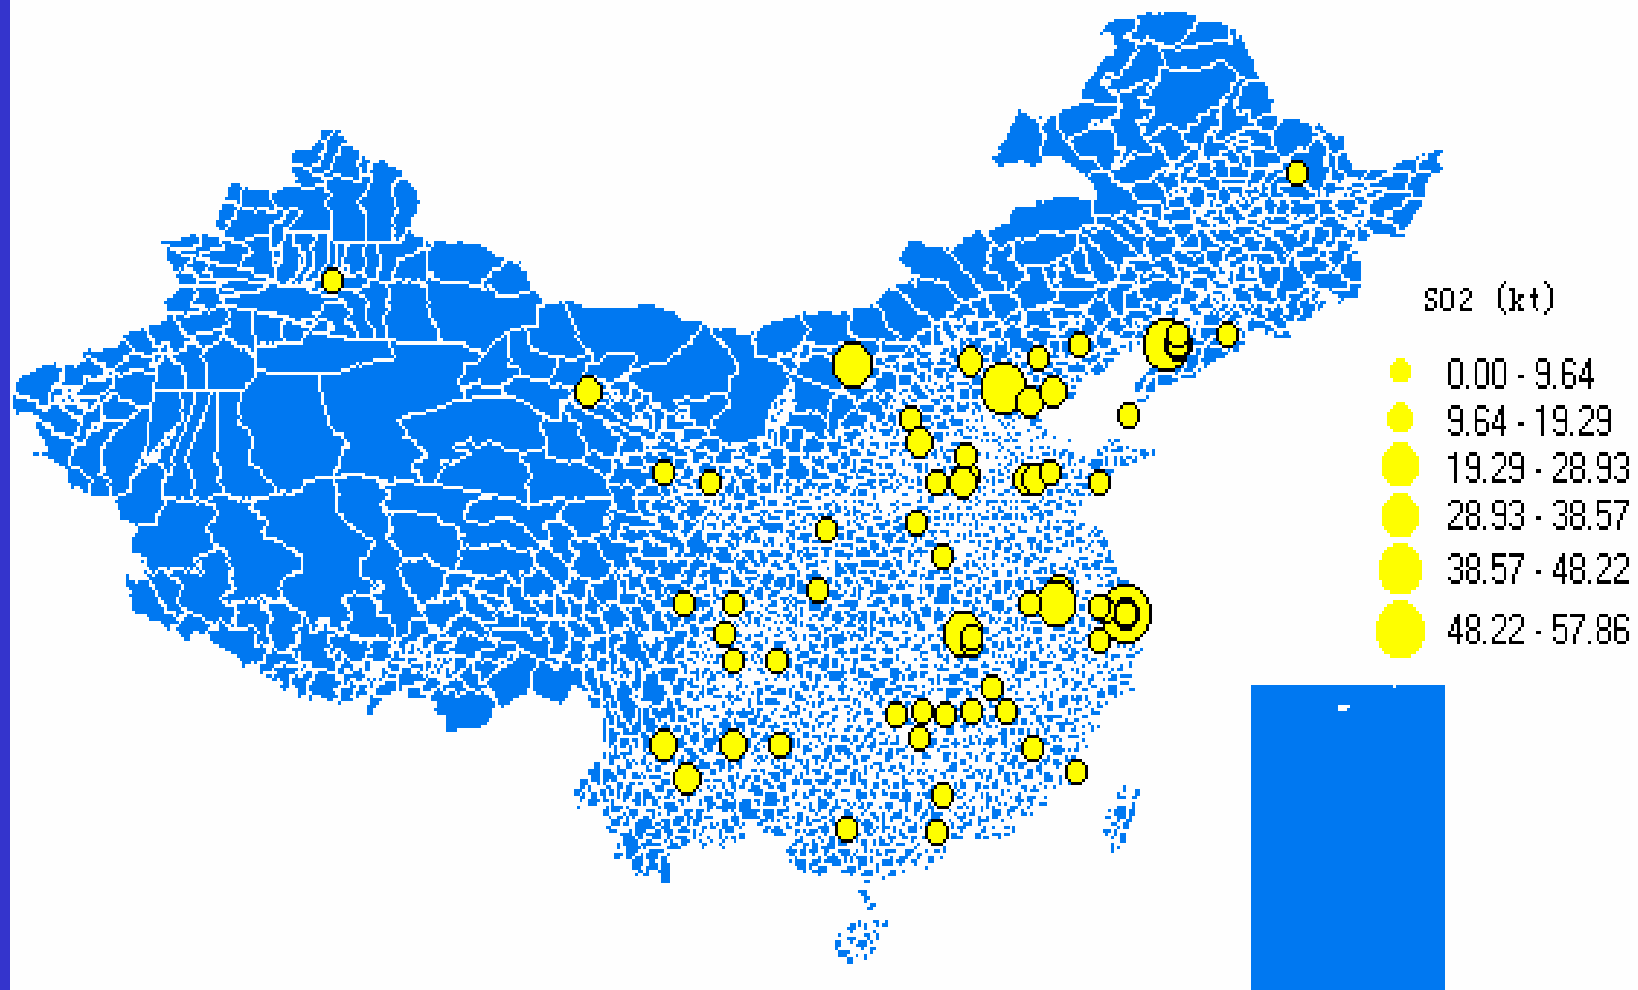 SO2 (kt)
0.00 - 9.64
9.64 - 19.29
19.29 - 28.93
28.93 - 38.57
38.57 - 48.22
48.22 - 57.86